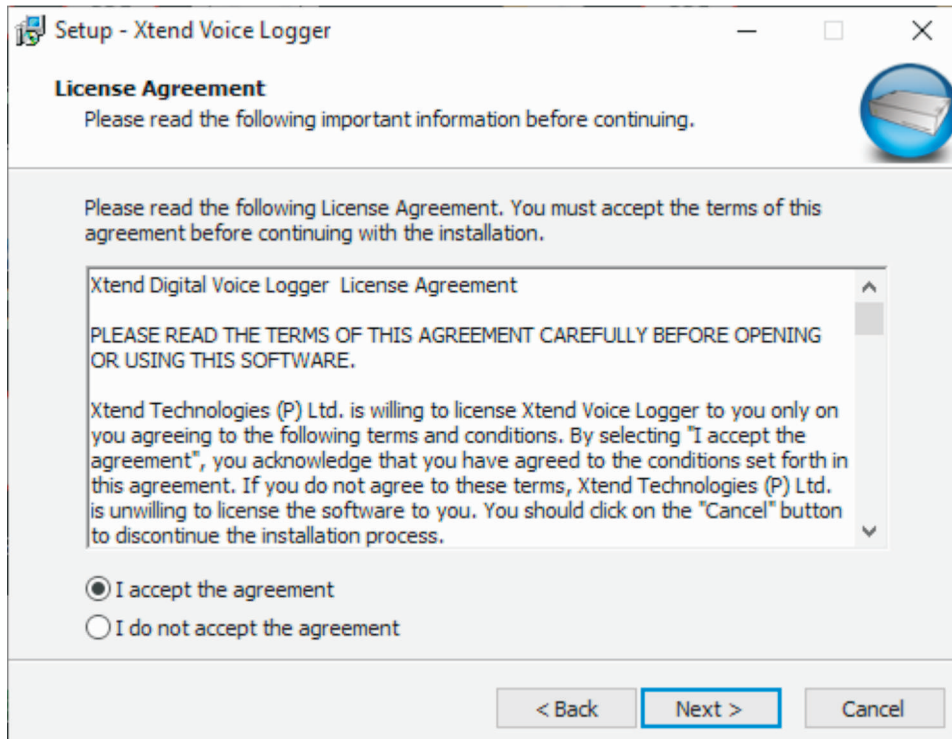 Setup - Xtend Voice Logger
License Agreement
Please read the following important information before continuing.
Please read the following License Agreement. You must accept the terms of this
agreement before continuing with the installation.
Xtend Digital Voice Logger  License Agreement
PLEASE READ THE TERMS OF THIS AGREEMENT CAREFULLY BEFORE OPENING
OR USING THIS SOFTWARE.
Xtend Technologies (P) Ltd. is willing to license Xtend Voice Logger to you only on
you agreeing to the following terms and conditions. By selecting "I accept the
agreement", you acknowledge that you have agreed to the conditions set forth in
this agreement. If you do not agree to these terms, Xtend Technologies (P) Ltd.
is unwilling to license the software to you. You should click on the "Cancel" button
to discontinue the installation process.
I accept the agreement
I do not accept the agreement
< Back
Next >
Cancel